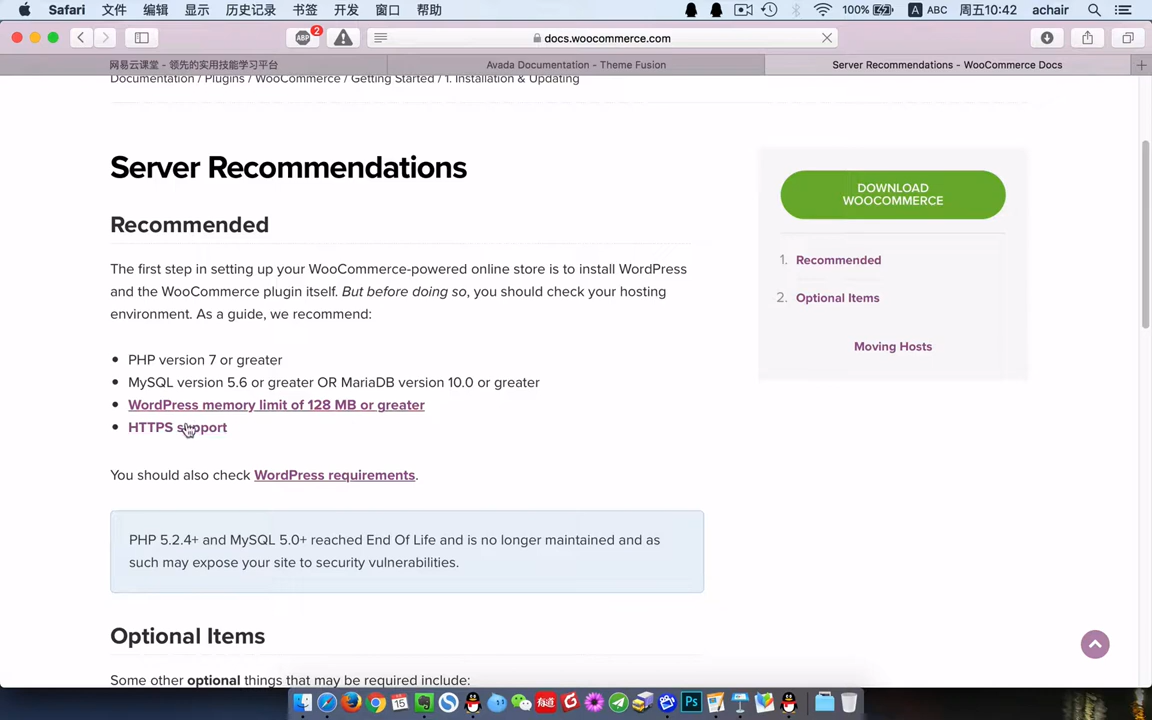 Safari 文件 编辑 显示 历史记录 书签 开发 窗口 帮助 100% A ABC 周五10:42 achair
ABP 2 docs.woocommerce.com
网易云课堂 - 领先的实用技能学习平台 Avada Documentation - Theme Fusion Server Recommendations - WooCommerce Docs
Documentation / Plugins / WooCommerce / Getting Started / 1. Installation & Updating
Server Recommendations
Recommended
The first step in setting up your WooCommerce-powered online store is to install WordPress
and the WooCommerce plugin itself. But before doing so, you should check your hosting
environment. As a guide, we recommend:
• PHP version 7 or greater
• MySQL version 5.6 or greater OR MariaDB version 10.0 or greater
• WordPress memory limit of 128 MB or greater
• HTTPS support
You should also check WordPress requirements.
PHP 5.2.4+ and MySQL 5.0+ reached End Of Life and is no longer maintained and as
such may expose your site to security vulnerabilities.
Optional Items
Some other optional things that may be required include:
DOWNLOAD
WOOCOMMERCE
1. Recommended
2. Optional Items
Moving Hosts
15 有道 Ps